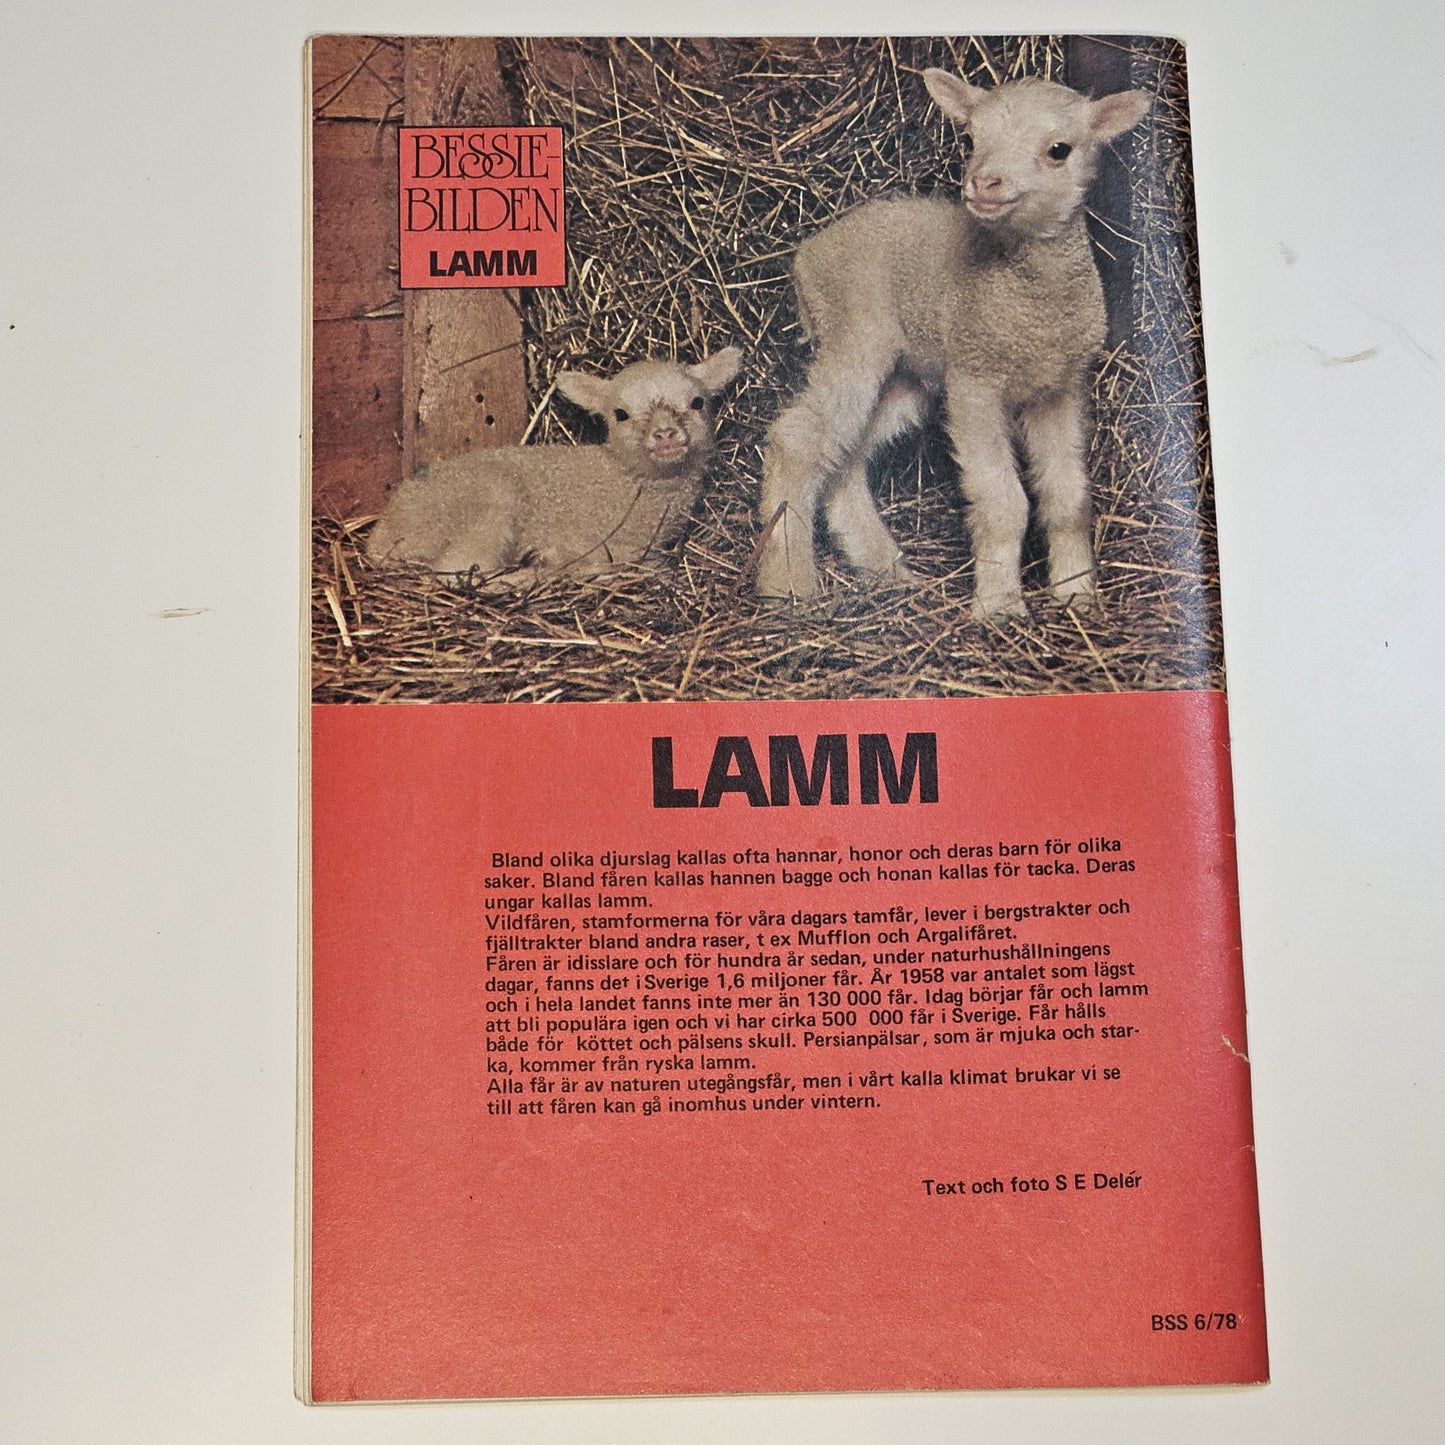 BESSIE-
BILDEN
LAMM
LAMM
Bland olika djurslag kallas ofta hannar, honor och deras barn för olika
saker. Bland fåren kallas hannen bagge och honan kallas för tacka. Deras
ungar kallas lamm.
Vildfåren, stamformerna för våra dagars tamfår, lever i bergstrakter och
fjälltrakter bland andra raser, t ex Mufflon och Argalifåret.
Fåren är idisslare och för hundra år sedan, under naturhushållningens
dagar, fanns det i Sverige 1,6 miljoner får. År 1958 var antalet som lägst
och i hela landet fanns inte mer än 130 000 får. Idag börjar får och lamm
att bli populära igen och vi har cirka 500 000 får i Sverige. Får hålls
både för köttet och pälsens skull. Persianpälsar, som är mjuka och star-
ka, kommer från ryska lamm.
Alla får är av naturen utegångsfår, men i vårt kalla klimat brukar vi se
till att fåren kan gå inomhus under vintern.
Text och foto S E Delér
BSS 6/78